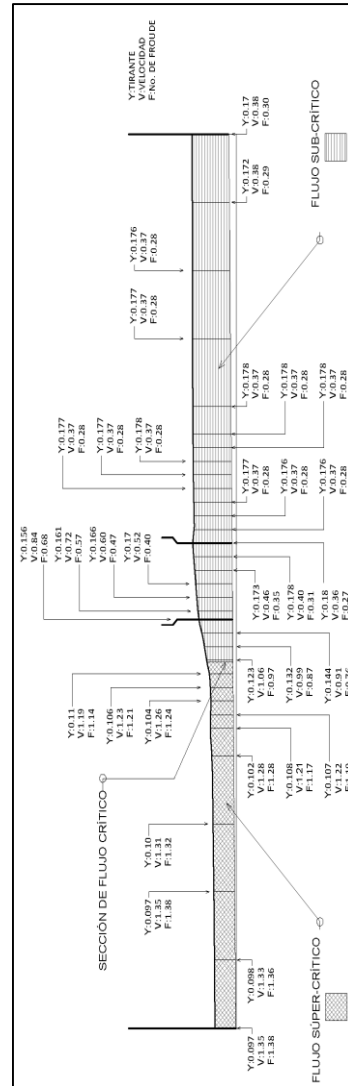 Y:TIRANTE
V:VELOCIDAD
F:No. DE FROUDE
SECCIÓN DE FLUJO CRÍTICO
Y:0.097
V:1.35
F:1.38
Y:0.10
V:1.31
F:1.32
Y:0.11
V:1.19
F:1.14
Y:0.106
V:1.23
F:1.21
Y:0.104
V:1.26
F:1.24
Y:0.156
V:0.84
F:0.68
Y:0.161
V:0.72
F:0.57
Y:0.166
V:0.60
F:0.47
Y:0.17
V:0.52
F:0.40
Y:0.177
V:0.37
F:0.28
Y:0.177
V:0.37
F:0.28
Y:0.178
V:0.37
F:0.28
Y:0.177
V:0.37
F:0.28
Y:0.176
V:0.37
F:0.28
Y:0.097
V:1.35
F:1.38
Y:0.098
V:1.33
F:1.36
Y:0.102
V:1.28
F:1.28
Y:0.108
V:1.21
F:1.17
Y:0.107
V:1.22
Y:0.123
V:1.06
F:0.97
Y:0.132
V:0.99
F:0.87
Y:0.144
V:0.91
Y:0.173
V:0.46
F:0.35
Y:0.178
V:0.40
F:0.31
Y:0.18
V:0.36
F:0.27
Y:0.177
V:0.37
F:0.28
Y:0.176
V:0.37
F:0.28
Y:0.176
V:0.37
F:0.28
Y:0.178
V:0.37
F:0.28
Y:0.178
V:0.37
F:0.28
Y:0.178
V:0.37
F:0.28
Y:0.172
V:0.38
F:0.29
Y:0.17
V:0.38
F:0.30
FLUJO SÚPER-CRÍTICO
FLUJO SUB-CRÍTICO